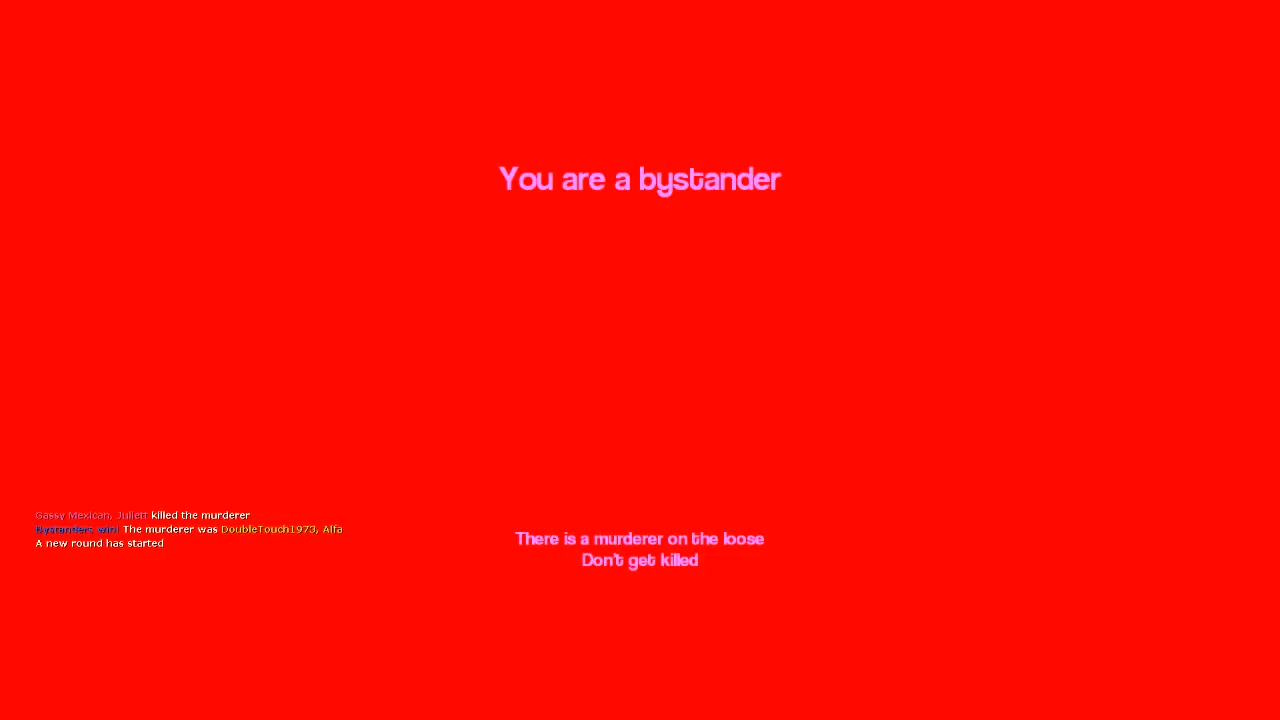 You are a bystander
Gassy Mexican, Juliett killed the murderer
Bystanders win! The murderer was DoubleTouch1973, Alfa
A new round has started
There is a murderer on the loose
Don't get killed